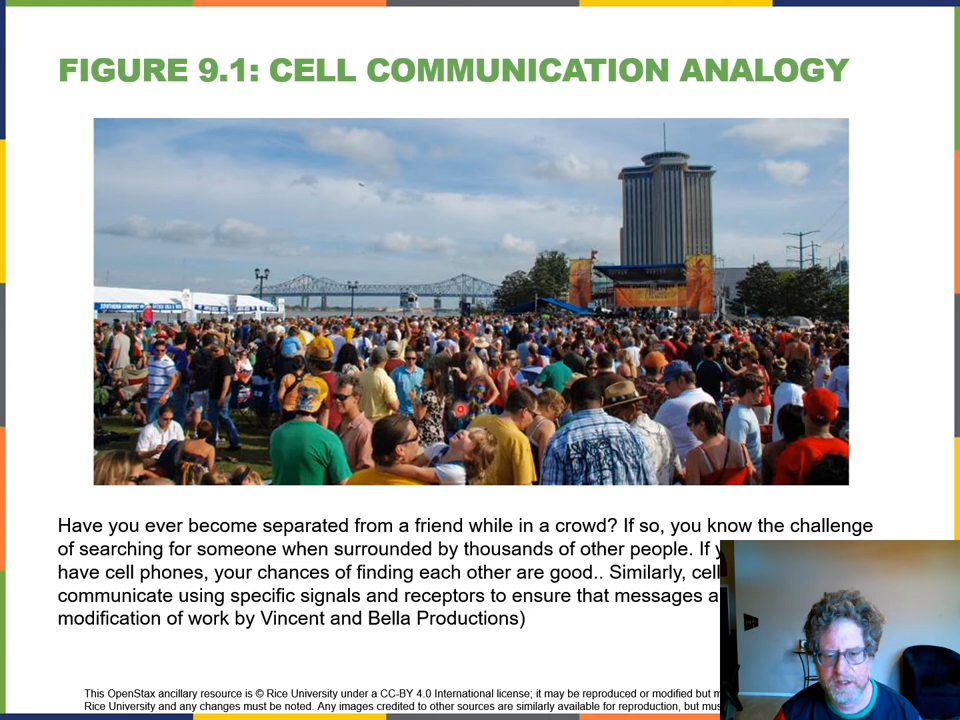 FIGURE 9.1: CELL COMMUNICATION ANALOGY
Have you ever become separated from a friend while in a crowd? If so, you know the challenge
of searching for someone when surrounded by thousands of other people. If
have cell phones, your chances of finding each other are good.. Similarly, cell
communicate using specific signals and receptors to ensure that messages a
modification of work by Vincent and Bella Productions)
This OpenStax ancillary resource is © Rice University under a CC-BY 4.0 International license; it may be reproduced or modified but
Rice University and any changes must be noted. Any images credited to other sources are similarly available for reproduction, but